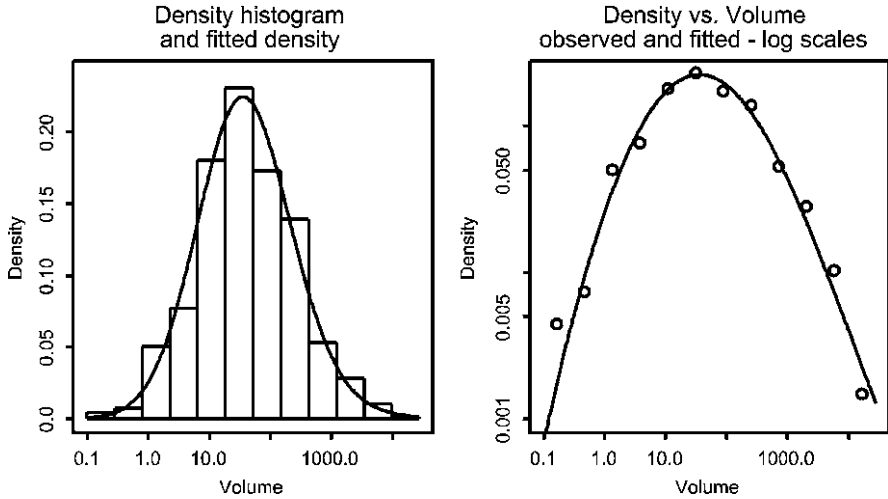 Density histogram
and fitted density
0.20
0.15
0.10
0.05
0.0
Density
0.1 1.0 10.0 1000.0
Volume
Density vs. Volume
observed and fitted - log scales
0.050
0.005
0.001
Density
0.1 1.0 10.0 1000.0
Volume